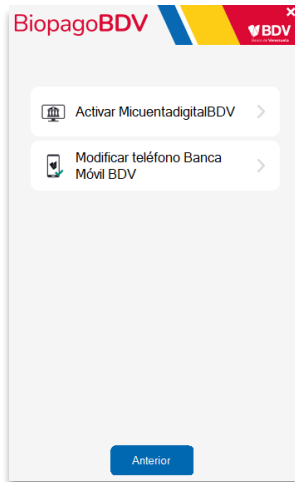 BiopagoBDV
BDV
Banco de Venezuela
Activar MicuentadigitalBDV
Modificar teléfono Banca
Móvil BDV
Anterior